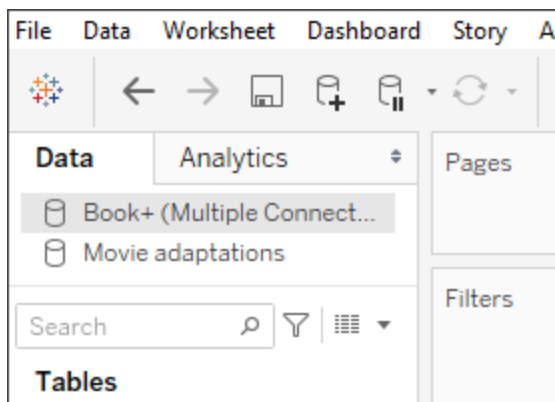 File Data Worksheet Dashboard Story A
Data Analytics
Pages
Book+ (Multiple Connect...
Movie adaptations
Filters
Search
Tables